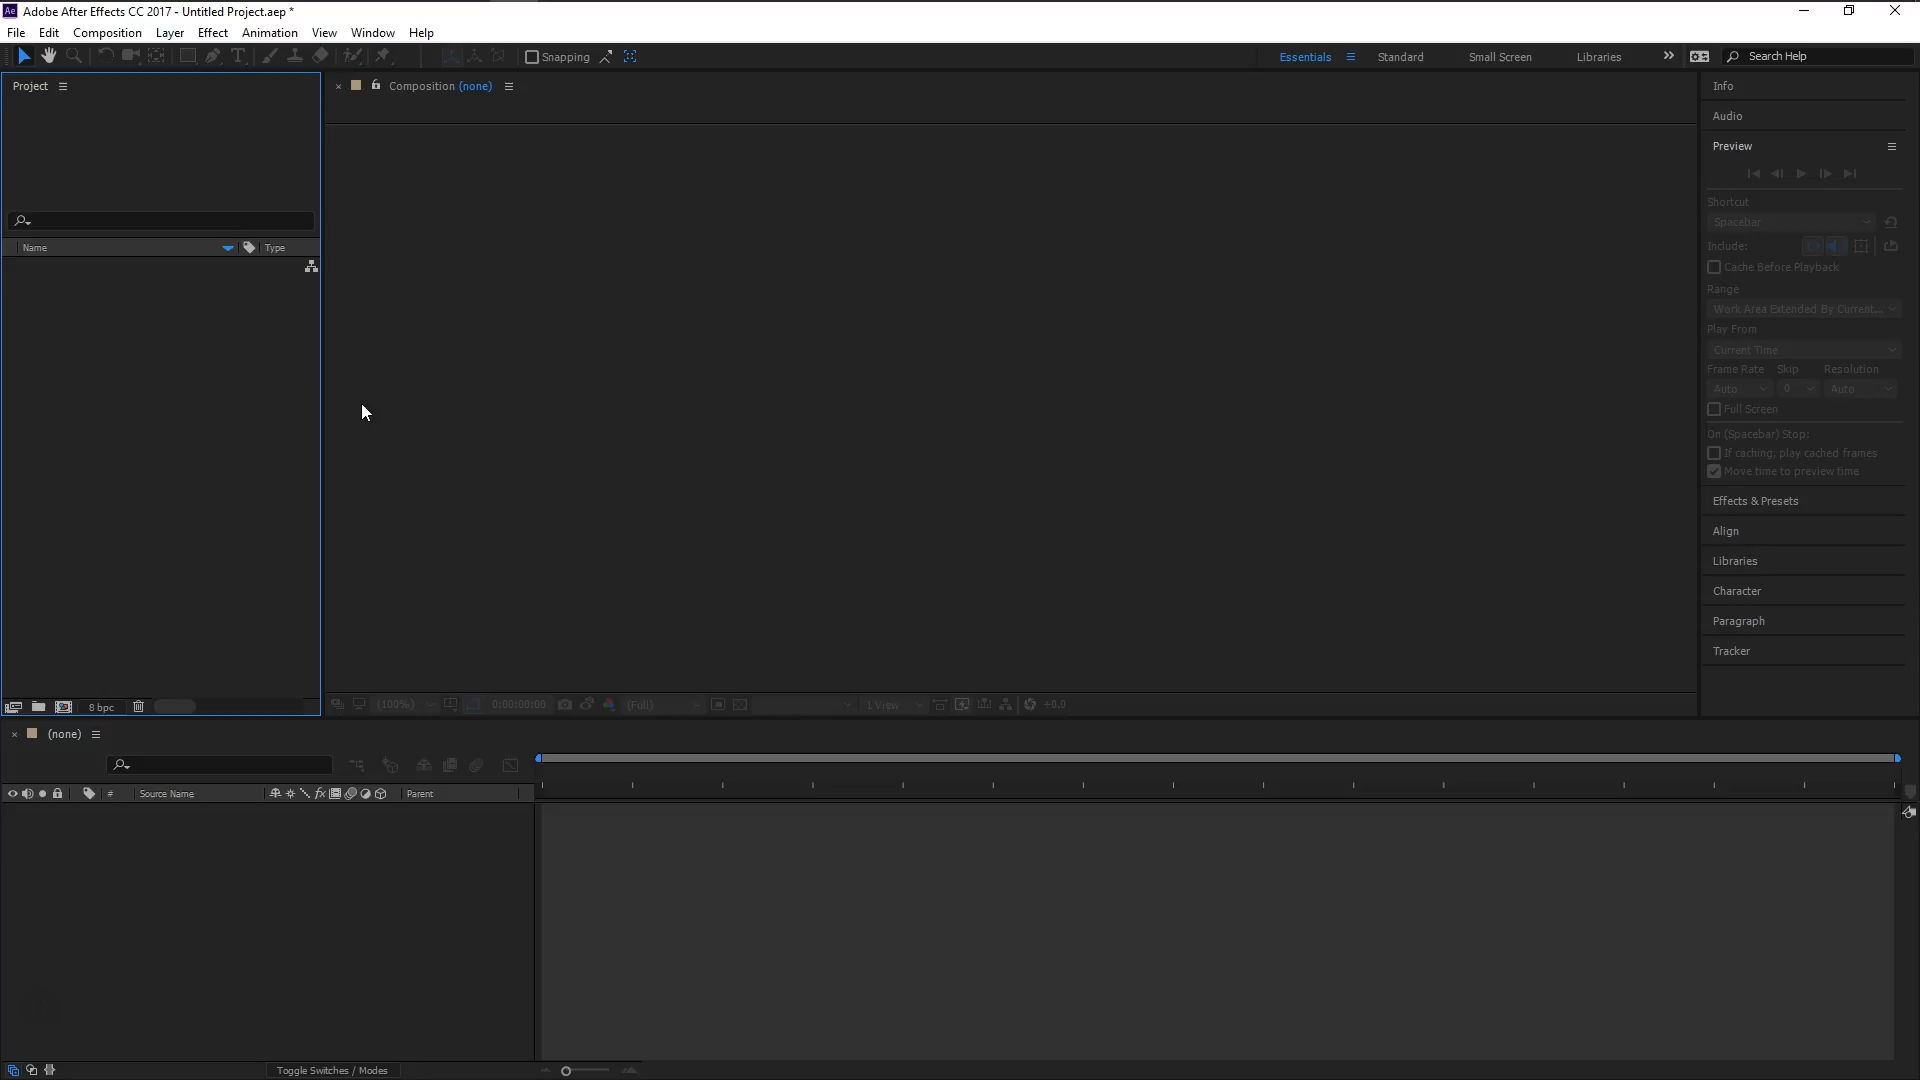 Ae Adobe After Effects CC 2017 - Untitled Project.aep *
File Edit Composition Layer Effect Animation View Window Help
Snapping Essentials Standard Small Screen Libraries Search Help
Project
Composition (none)
Name Type
8 bpc
(100%) 0:00:00:00 (Full) 1 View +0.0
Info
Audio
Preview
Shortcut
Spacebar
Include:
Cache Before Playback
Range
Work Area Extended By Current...
Play From
Current Time
Frame Rate Skip Resolution
Auto 0 Auto
Full Screen
On (Spacebar) Stop:
If caching, play cached frames
Move time to preview time
Effects & Presets
Align
Libraries
Character
Paragraph
Tracker
(none)
# Source Name fx Parent
Toggle Switches / Modes